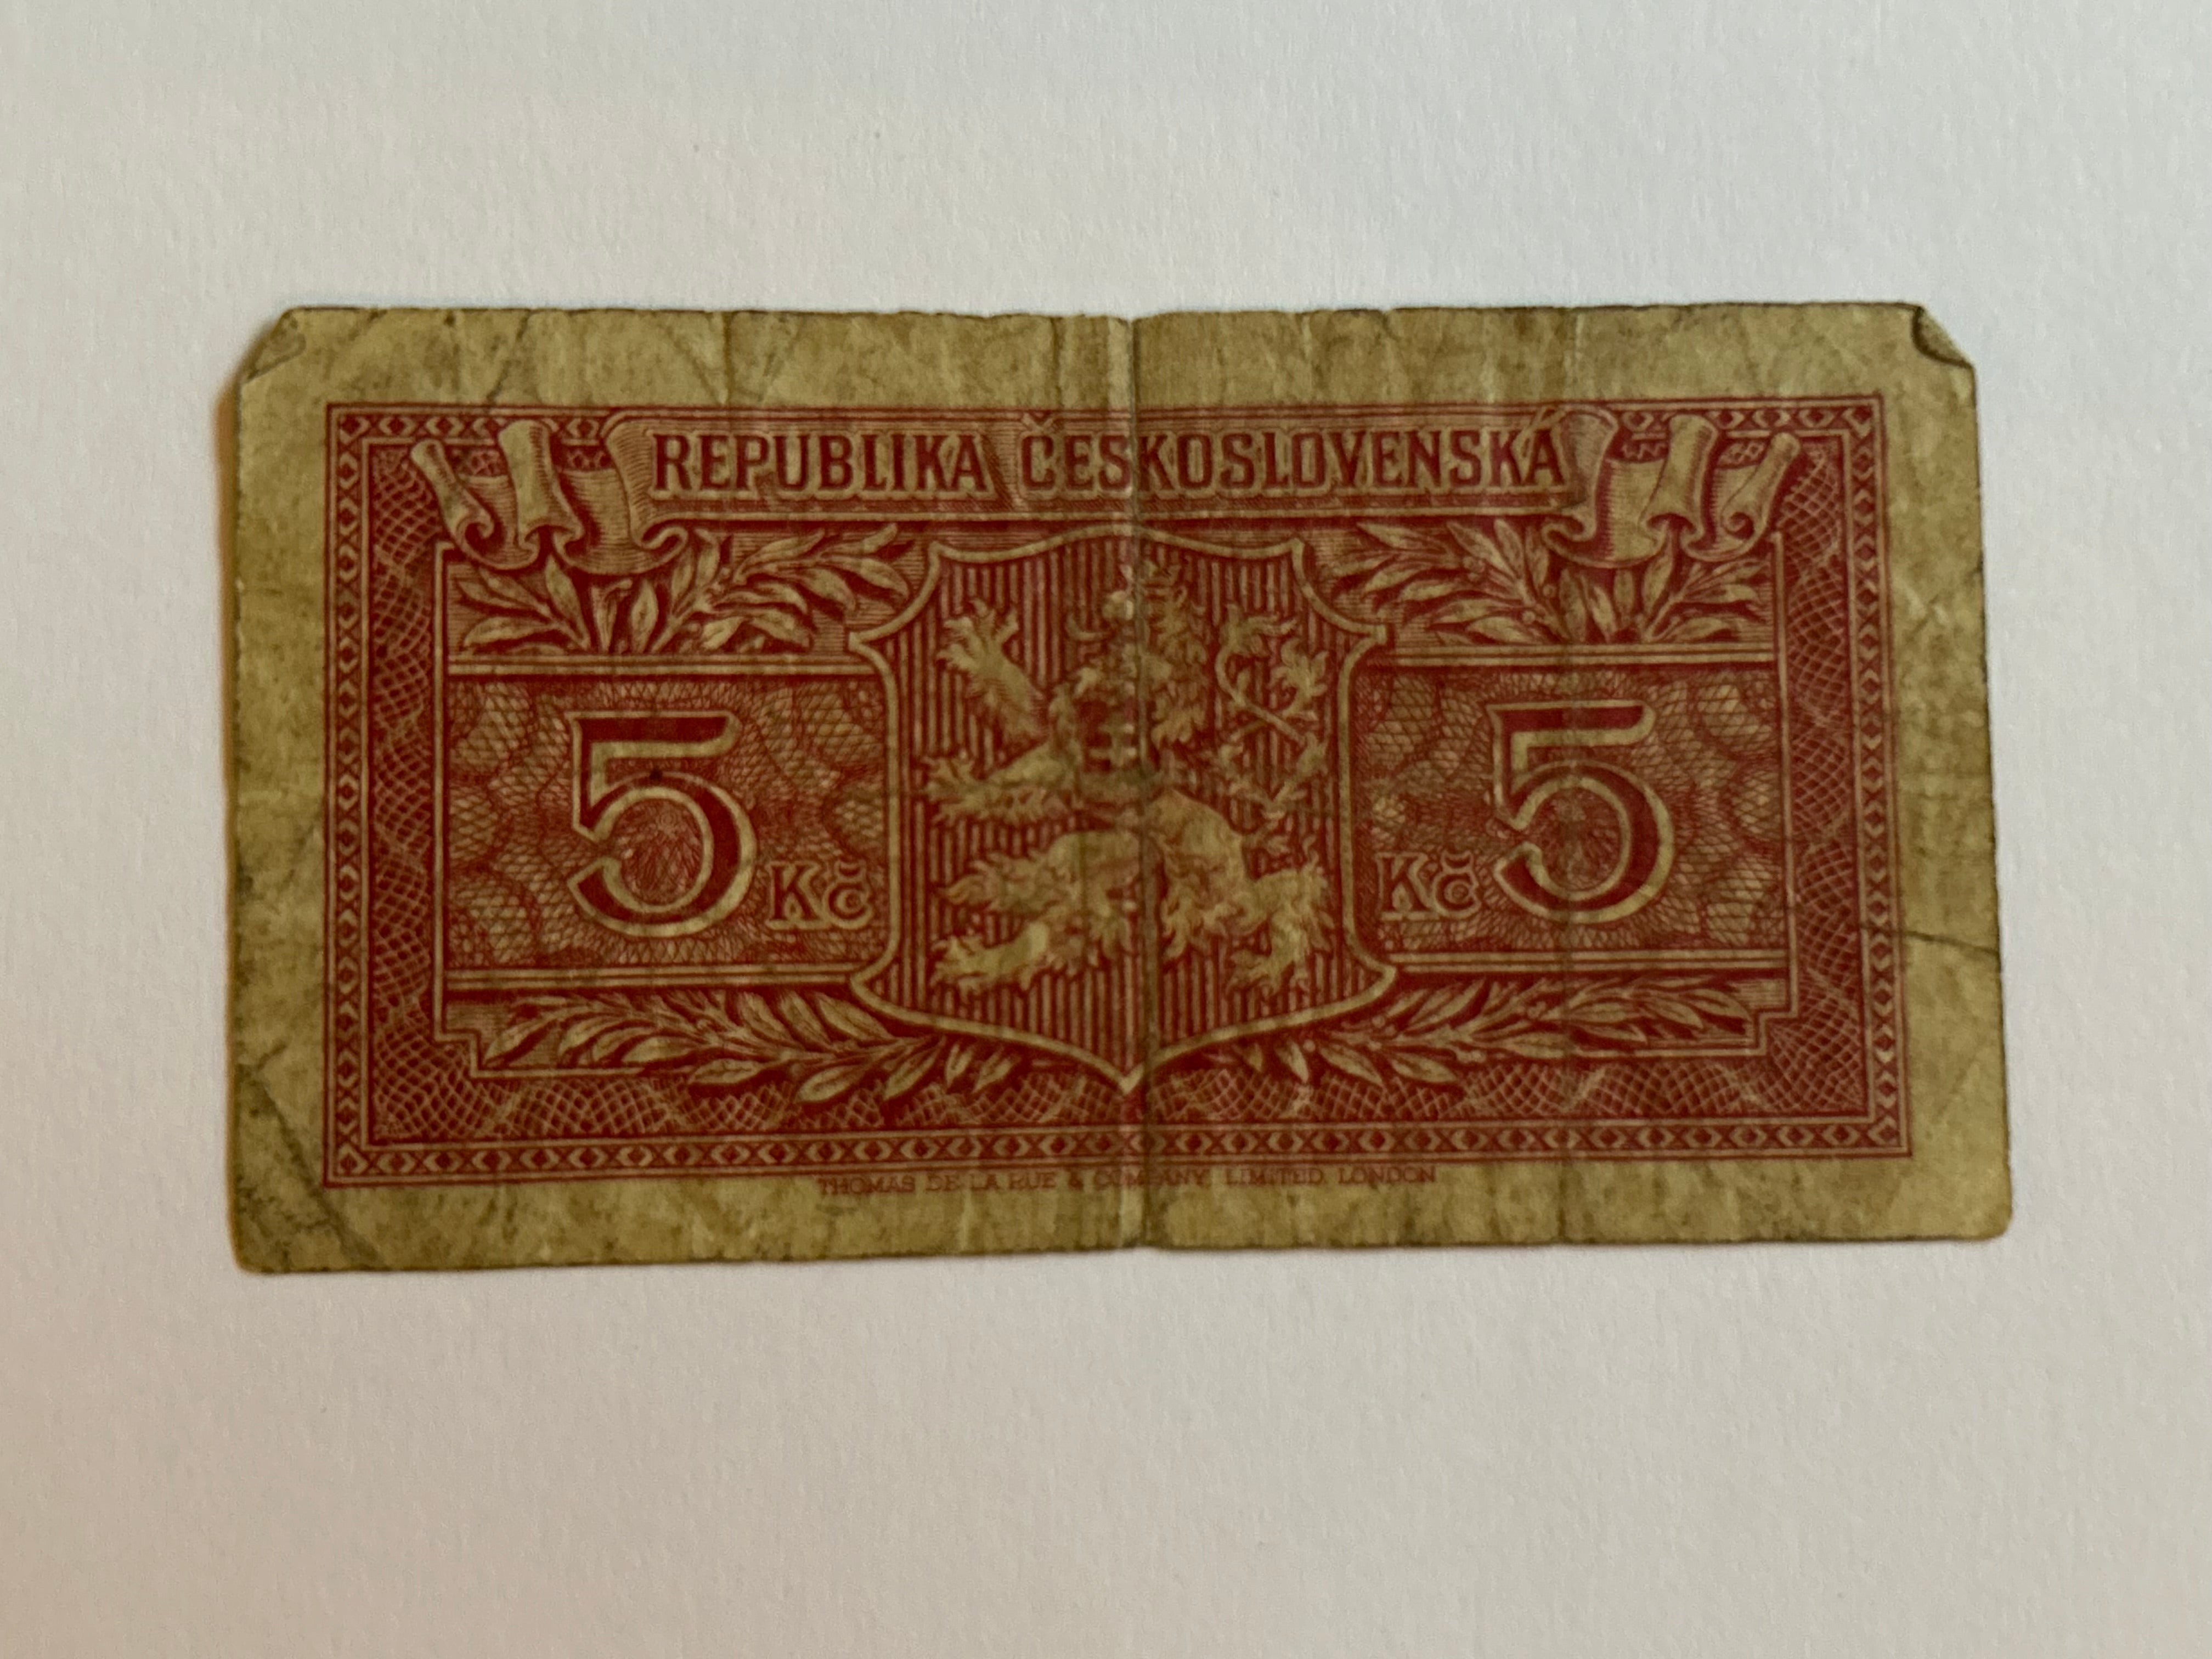 REPUBLIKA ČESKOSLOVENSKÁ
5 Kč
Kč 5
THOMAS DE LA RUE & COMPANY, LIMITED, LONDON